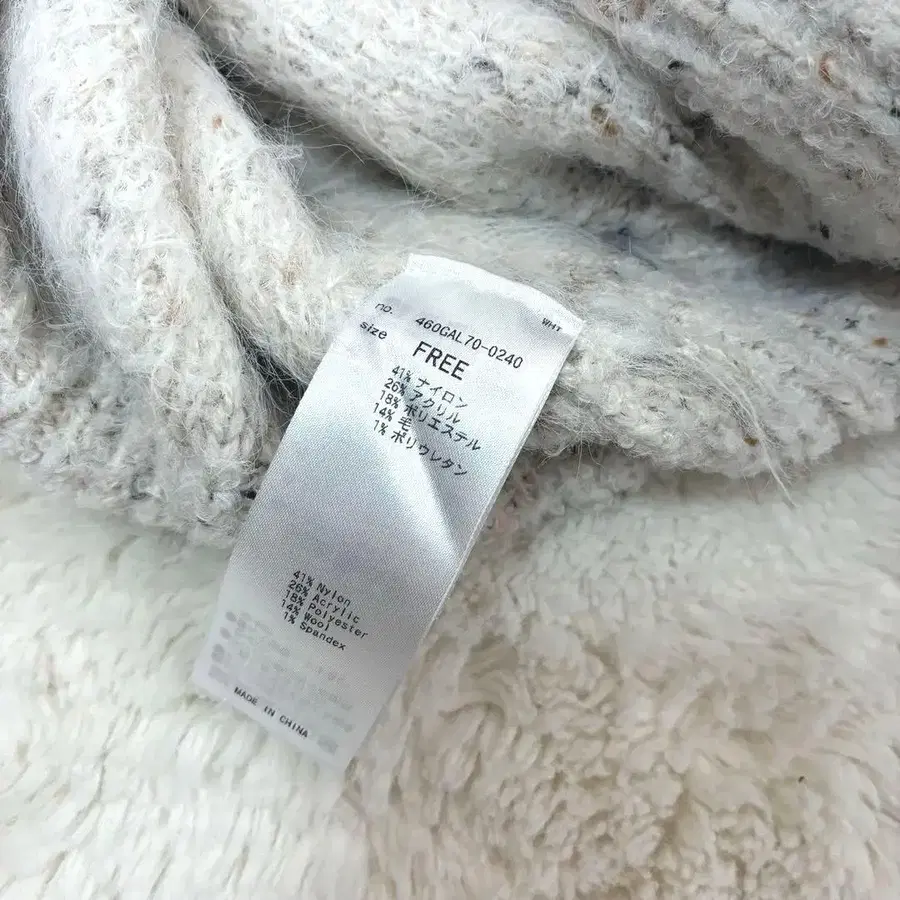 no. 460GAL70-0240 WHT
size FREE
41% ナイロン
26% アクリル
18% ポリエステル
14% 毛
1% ポリウレタン
41% Nylon
26% Acrylic
18% Polyester
14% Wool
1% Spandex
MADE IN CHINA